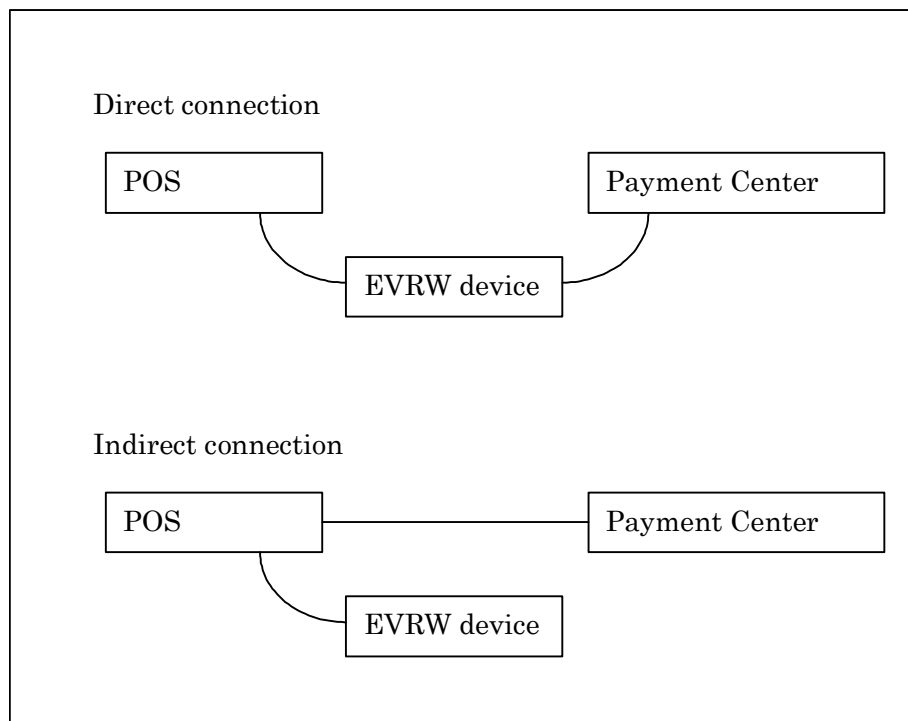 Direct connection
POS
Payment Center
EVRW device
Indirect connection
POS
Payment Center
EVRW device